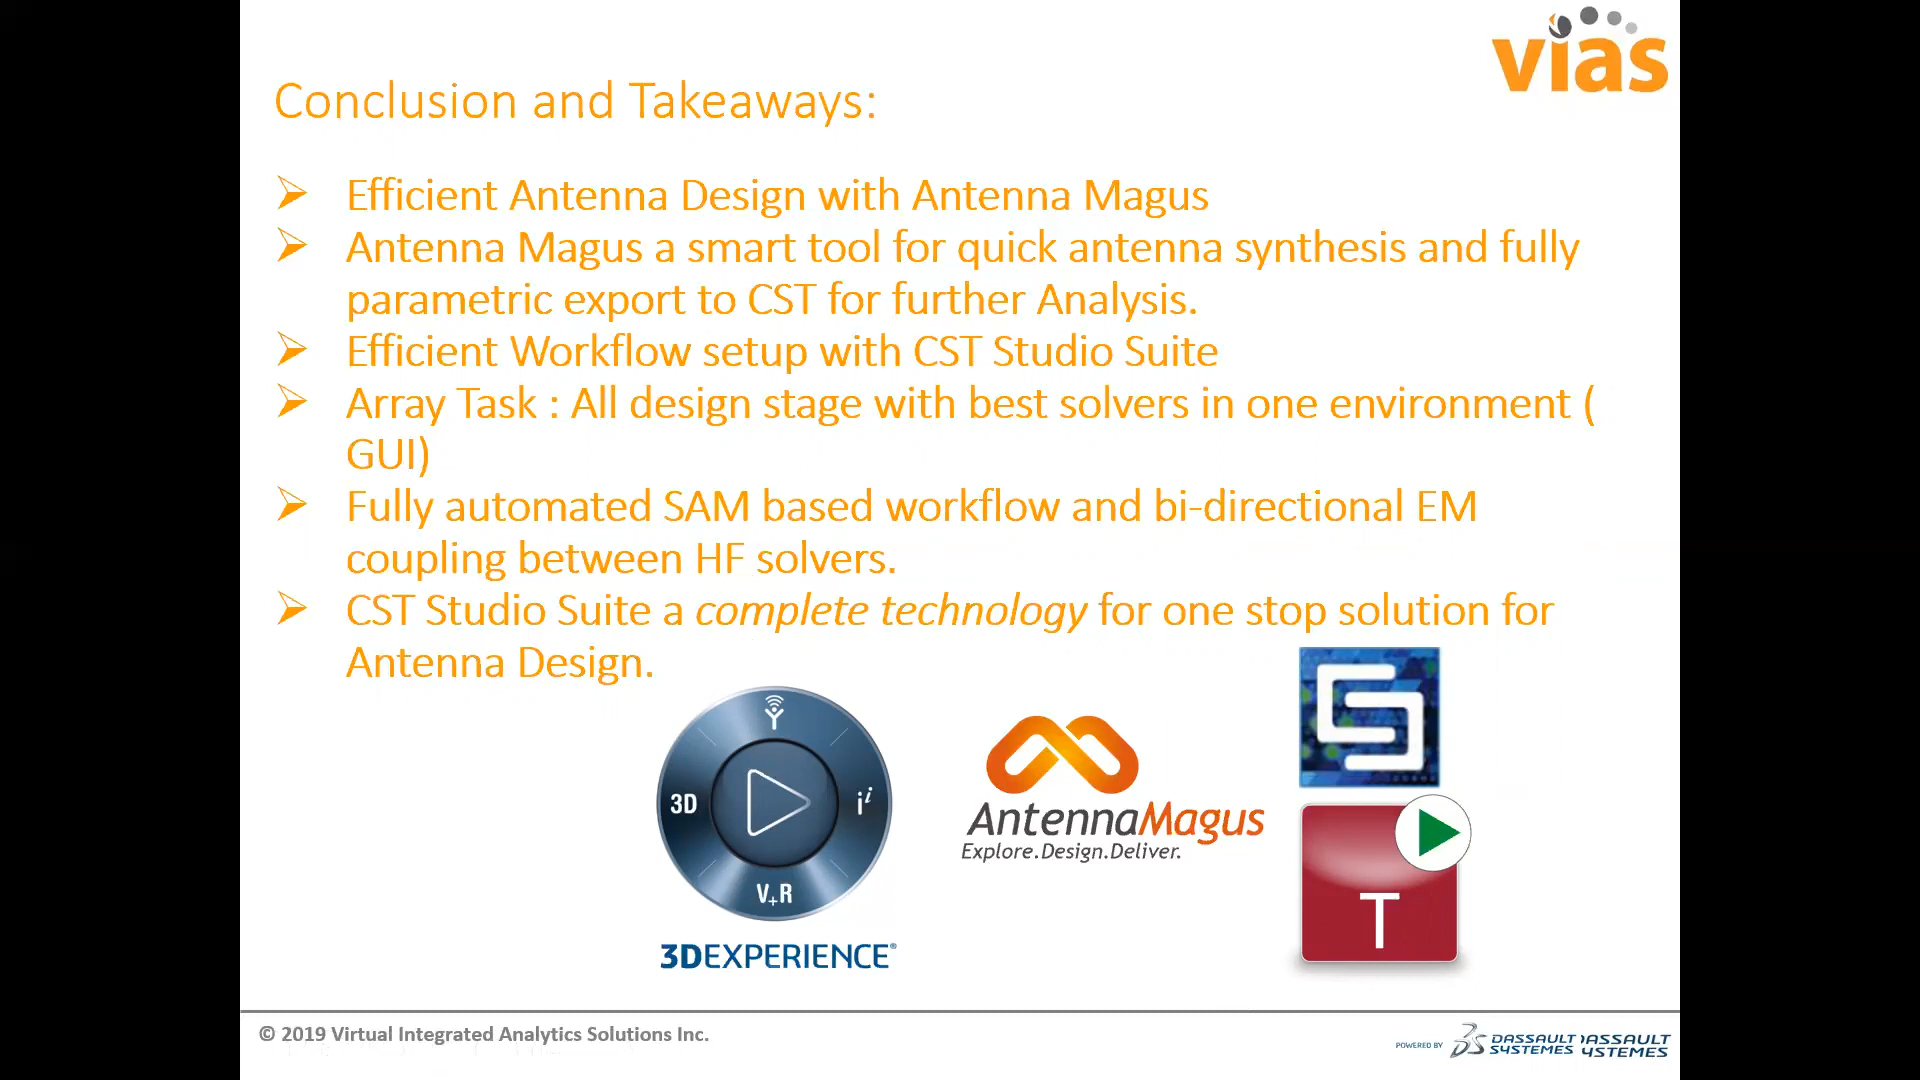 vias
Conclusion and Takeaways:
Efficient Antenna Design with Antenna Magus
Antenna Magus a smart tool for quick antenna synthesis and fully
parametric export to CST for further Analysis.
Efficient Workflow setup with CST Studio Suite
Array Task : All design stage with best solvers in one environment (
GUI)
Fully automated SAM based workflow and bi-directional EM
coupling between HF solvers.
CST Studio Suite a complete technology for one stop solution for
Antenna Design.
3D
i i
V+R
3DEXPERIENCE®
AntennaMagus
Explore.Design.Deliver.
T
© 2019 Virtual Integrated Analytics Solutions Inc.
POWERED BY
DASSAULT
SYSTEMES